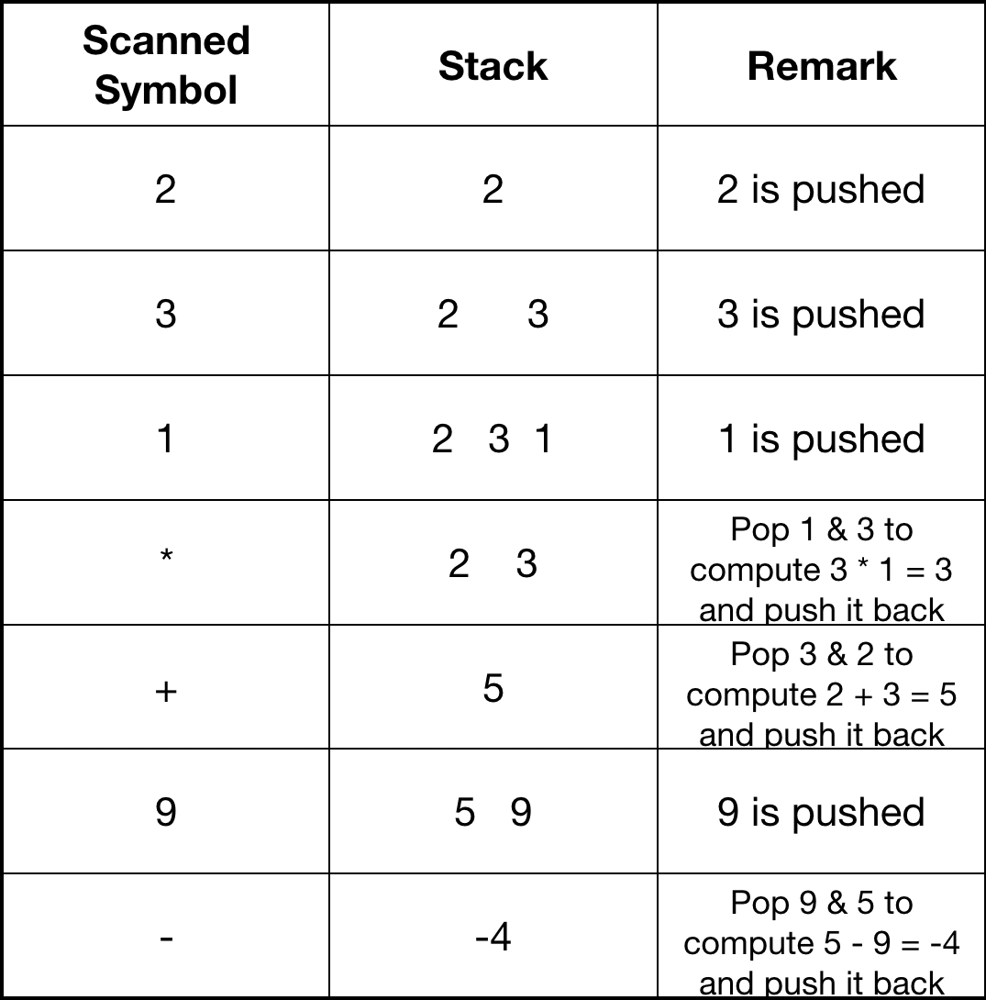 Scanned
Symbol
Stack
Remark
2
2
2 is pushed
3
2 3
3 is pushed
1
2 3 1
1 is pushed
*
2 3
Pop 1 & 3 to
compute 3 * 1 = 3
and push it back
+
5
Pop 3 & 2 to
compute 2 + 3 = 5
and push it back
9
5 9
9 is pushed
-
-4
Pop 9 & 5 to
compute 5 - 9 = -4
and push it back